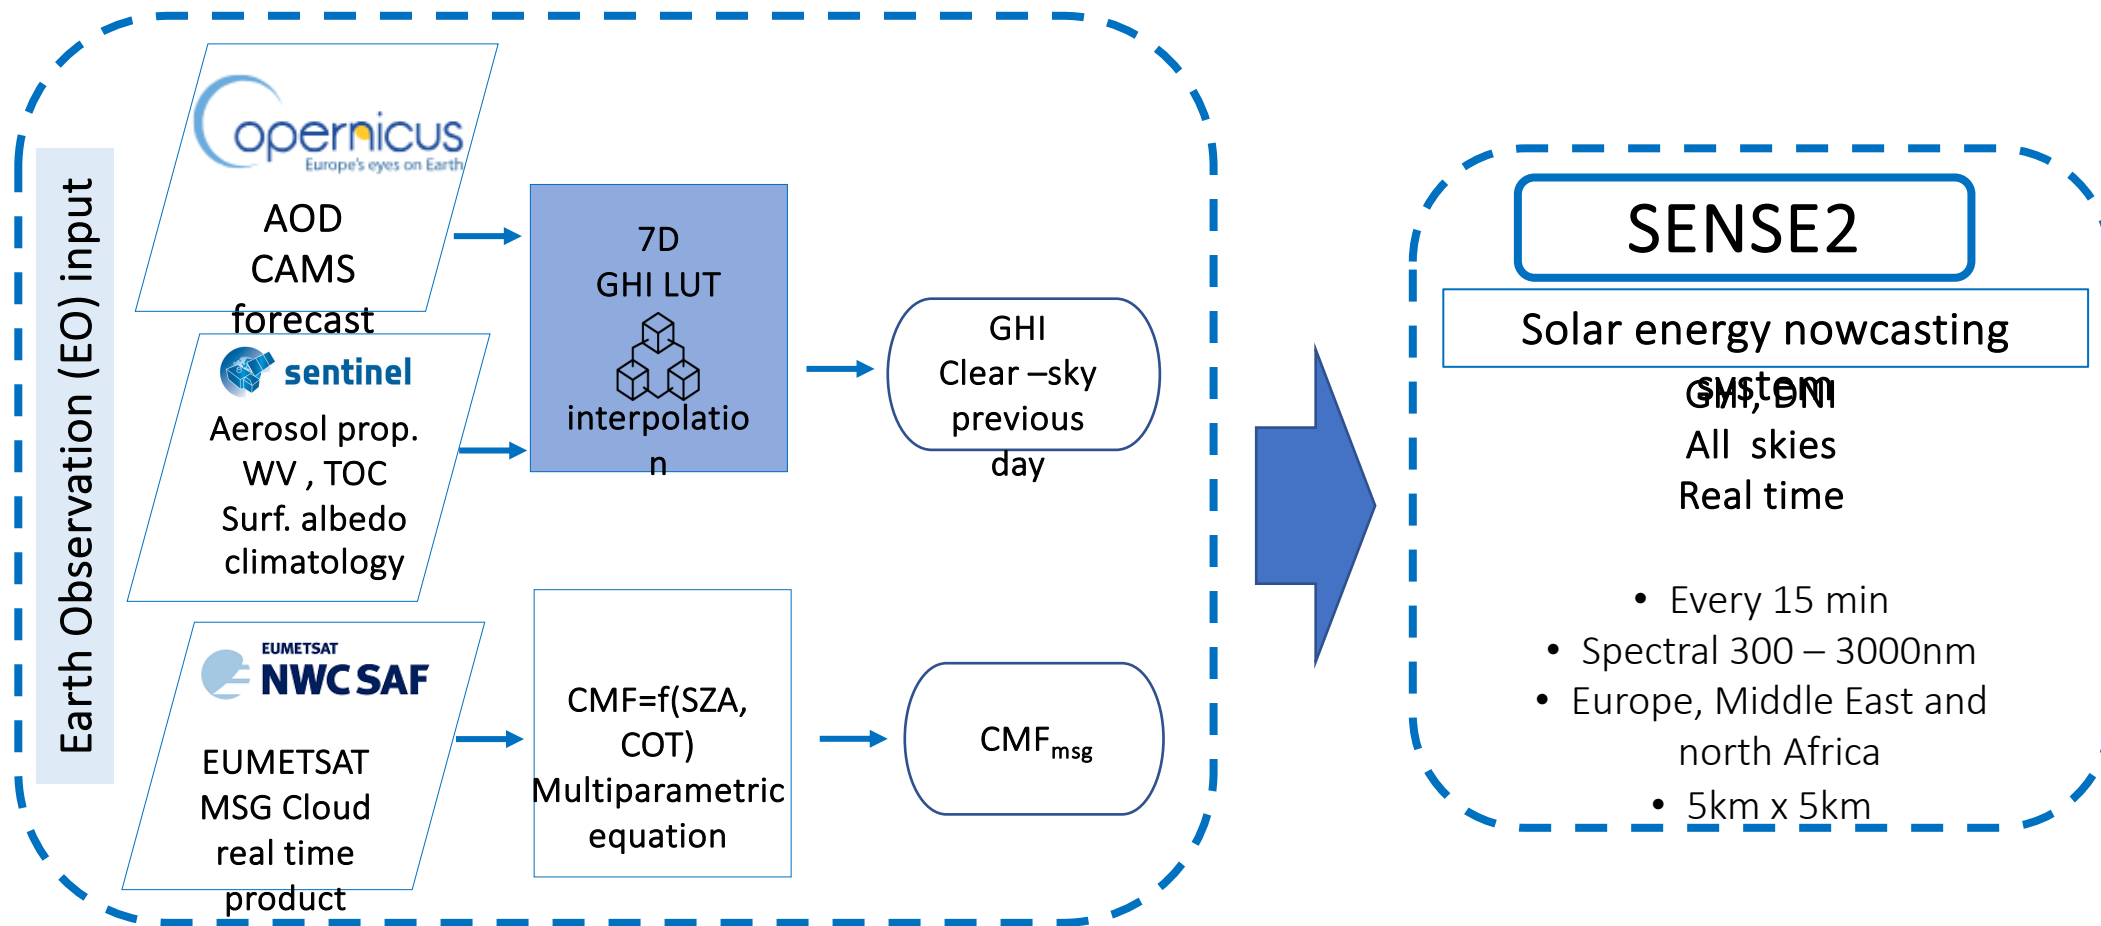 Earth Observation (EO) input
opernicus
Europe's eyes on Earth
AOD
CAMS
forecast
sentinel
Aerosol prop.
WV , TOC
Surf. albedo
climatology
EUMETSAT
NWC SAF
EUMETSAT
MSG Cloud
real time
product
7D
GHI LUT
interpolatio
n
CMF=f(SZA,
COT)
Multiparametric
equation
GHI
Clear –sky
previous
day
CMFmsg
SENSE2
Solar energy nowcasting
system
GHI, DNI
All skies
Real time
• Every 15 min
• Spectral 300 – 3000nm
• Europe, Middle East and
north Africa
• 5km x 5km